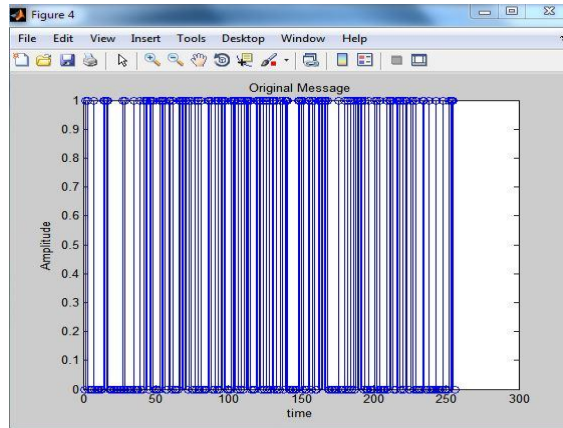 Figure 4
File Edit View Insert Tools Desktop Window Help
Original Message
1
0.9
0.8
0.7
0.6
0.5
0.4
0.3
0.2
0.1
0
Amplitude
0 50 100 150 200 250 300
time